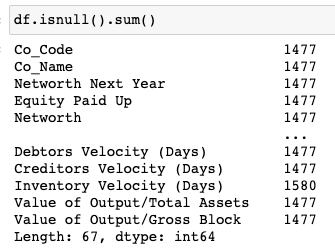 df.isnull().sum()
Co_Code 1477
Co_Name 1477
Networth Next Year 1477
Equity Paid Up 1477
Networth 1477
...
Debtors Velocity (Days) 1477
Creditors Velocity (Days) 1477
Inventory Velocity (Days) 1580
Value of Output/Total Assets 1477
Value of Output/Gross Block 1477
Length: 67, dtype: int64